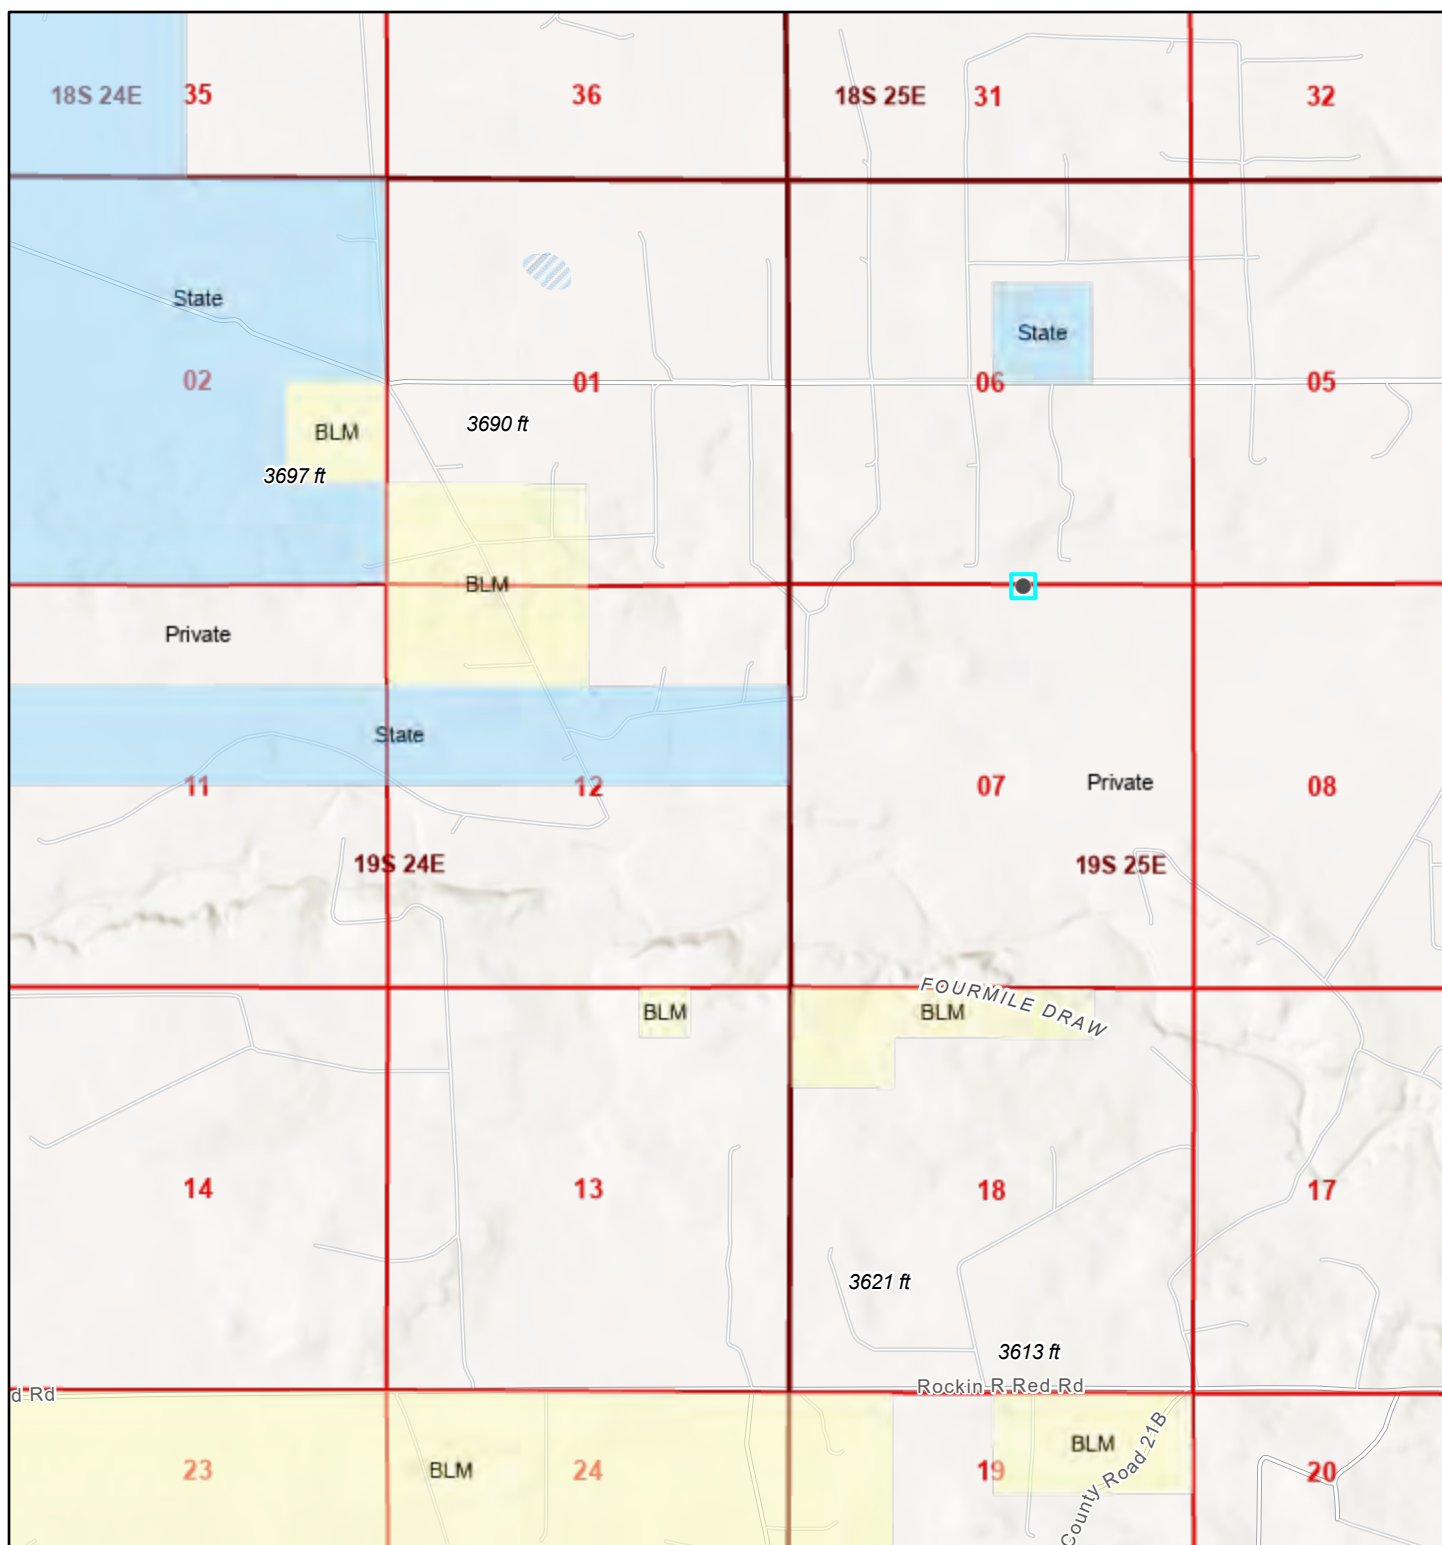 18S 24E 35 36 18S 25E 31 32
State
State
02 01 06 05
3690 ft
BLM
3697 ft
BLM
Private
State
11 12 07 Private 08
19S 24E 19S 25E
FOURMILE DRAW
BLM BLM
14 13 18 17
3621 ft
3613 ft
Rockin R Red Rd
d Rd
County Road 21B
BLM
23 BLM 24 19 20